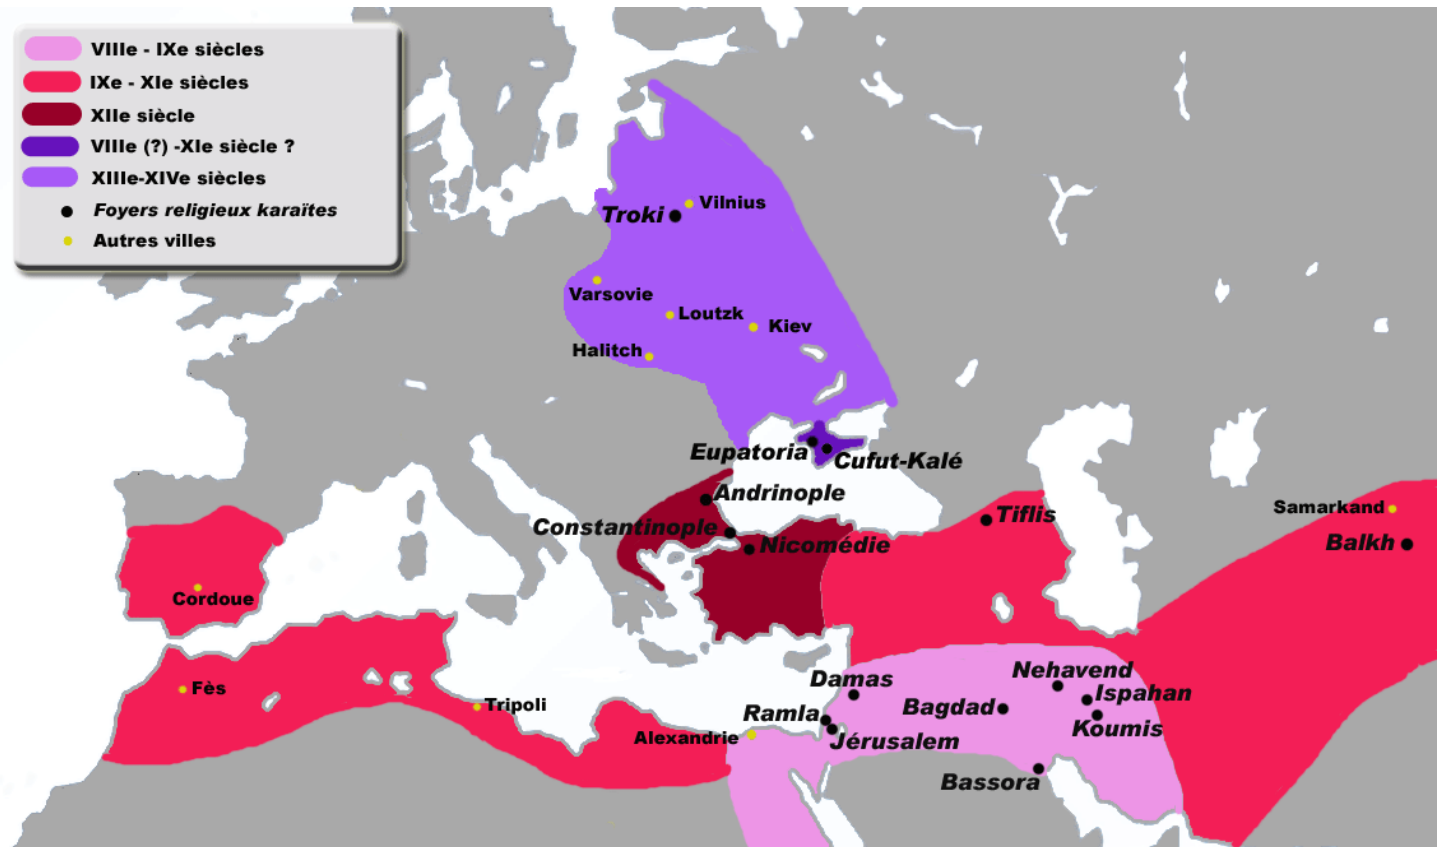 VIIIe - IXe siècles
IXe - XIe siècles
XIIe siècle
VIIIe (?) -XIe siècle ?
XIIIe-XIVe siècles
Foyers religieux karaïtes
Autres villes
Vilnius
Troki
Varsovie
Loutzk
Kiev
Halitch
Eupatoria
Cufut-Kalé
Andrinople
Constantinople
Nicomédie
Tiflis
Samarkand
Balkh
Cordoue
Fès
Tripoli
Alexandrie
Damas
Ramla
Jérusalem
Bagdad
Nehavend
Ispahan
Koumis
Bassora